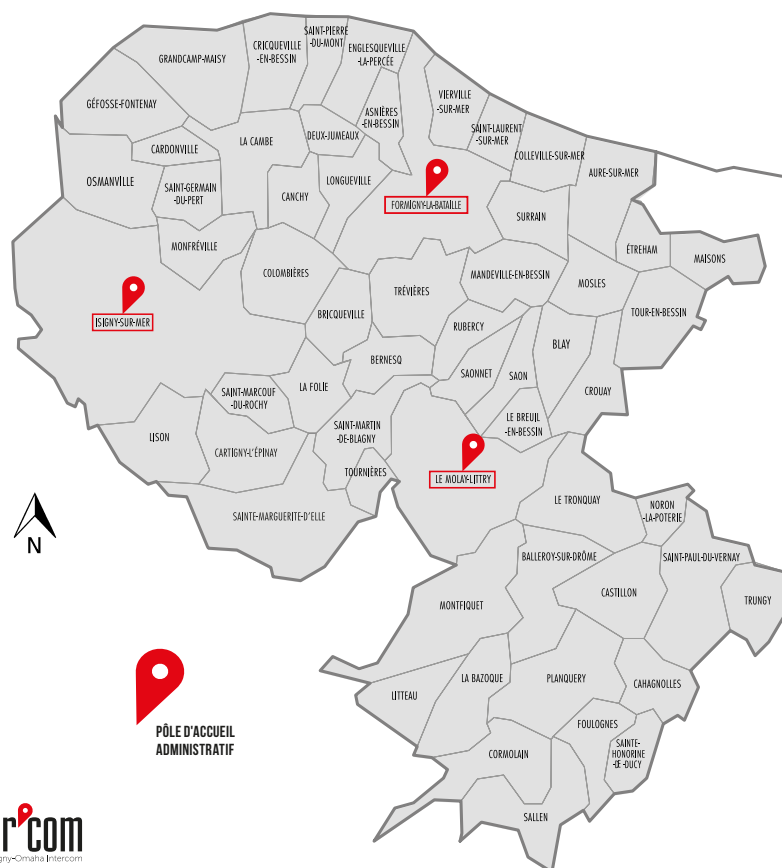 SAINT-PIERRE
-DU-MONT
CRICQUEVILLE
-EN-BESSIN
ENGLESQUEVILLE
-LA-PERCÉE
GRANDCAMP-MAISY
VIERVILLE
-SUR-MER
GÉFOSSE-FONTENAY
ASNIÈRES
-EN-BESSIN
SAINT-LAURENT
-SUR-MER
DEUX-JUMEAUX
LA CAMBE
CARDONVILLE
COLLEVILLE-SUR-MER
AURE-SUR-MER
OSMANVILLE
SAINT-GERMAIN
-DU-PERT
CANCHY
LONGUEVILLE
FORMIGNY-LA-BATAILLE
SURRAIN
MONFRÉVILLE
ÉTREHAM
MAISONS
COLOMBIÈRES
MANDEVILLE-EN-BESSIN
MOSLES
TRÉVIÈRES
TOUR-EN-BESSIN
ISIGNY-SUR-MER
BRICQUEVILLE
RUBERCY
BLAY
BERNESQ
SAONNET
SAON
CROUAY
SAINT-MARCOUF
-DU-ROCHY
LA FOLIE
LE BREUIL
-EN-BESSIN
SAINT-MARTIN
-DE-BLAGNY
LISON
CARTIGNY-L'ÉPINAY
TOURNIÈRES
LE MOLAY-LITTRY
LE TRONQUAY
NORON
-LA-POTERIE
SAINTE-MARGUERITE-D'ELLE
N
BALLEROY-SUR-DRÔME
SAINT-PAUL-DU-VERNAY
CASTILLON
TRUNGY
MONTFIQUET
LA BAZOQUE
PLANQUERY
CAHAGNOLLES
LITTEAU
FOULOGNES
PÔLE D'ACCUEIL
ADMINISTRATIF
CORMOLAIN
SAINTE-
HONORINE
-DE-DUCY
SALLEN
r'com
igny-Omaha Intercom